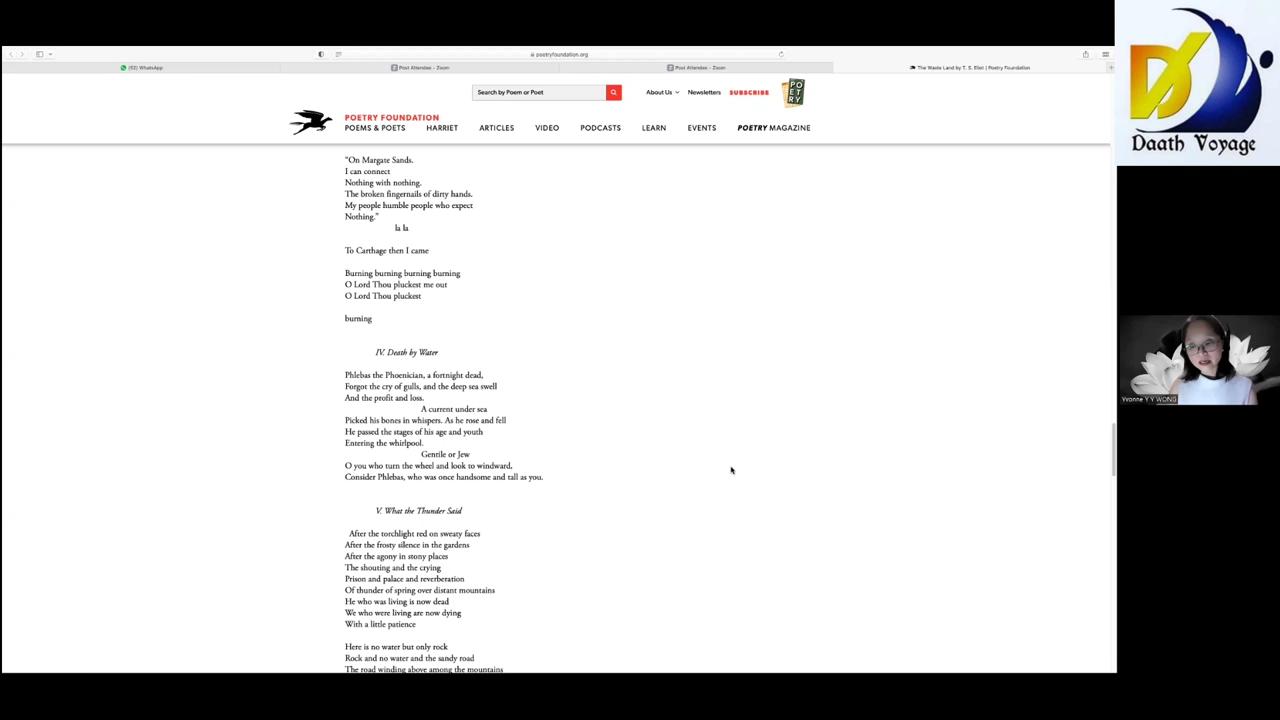 poetryfoundation.org
(52) WhatsApp
Post Attendee - Zoom
Post Attendee - Zoom
The Waste Land by T. S. Eliot | Poetry Foundation
Search by Poem or Poet
About Us
Newsletters
SUBSCRIBE
POETRY
POETRY FOUNDATION
POEMS & POETS
HARRIET
ARTICLES
VIDEO
PODCASTS
LEARN
EVENTS
POETRY MAGAZINE
“On Margate Sands.
I can connect
Nothing with nothing.
The broken fingernails of dirty hands.
My people humble people who expect
Nothing.”
la la
To Carthage then I came
Burning burning burning burning
O Lord Thou pluckest me out
O Lord Thou pluckest
burning
IV. Death by Water
Phlebas the Phoenician, a fortnight dead,
Forgot the cry of gulls, and the deep sea swell
And the profit and loss.
A current under sea
Picked his bones in whispers. As he rose and fell
He passed the stages of his age and youth
Entering the whirlpool.
Gentile or Jew
O you who turn the wheel and look to windward,
Consider Phlebas, who was once handsome and tall as you.
V. What the Thunder Said
After the torchlight red on sweaty faces
After the frosty silence in the gardens
After the agony in stony places
The shouting and the crying
Prison and palace and reverberation
Of thunder of spring over distant mountains
He who was living is now dead
We who were living are now dying
With a little patience
Here is no water but only rock
Rock and no water and the sandy road
The road winding above among the mountains
Daath Voyage
Yvonne Y Y WONG